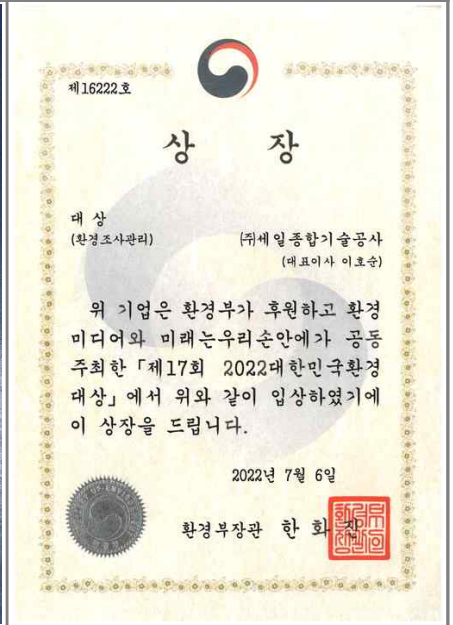 제16222호
상 장
대 상
(환경조사관리)
㈜세일종합기술공사
(대표이사 이호순)
위 기업은 환경부가 후원하고 환경
미디어와 미래는우리손안에가 공동
주최한 「제17회 2022대한민국환경
대상」에서 위와 같이 입상하였기에
이 상장을 드립니다.
2022년 7월 6일
환경부장관 한 화 진